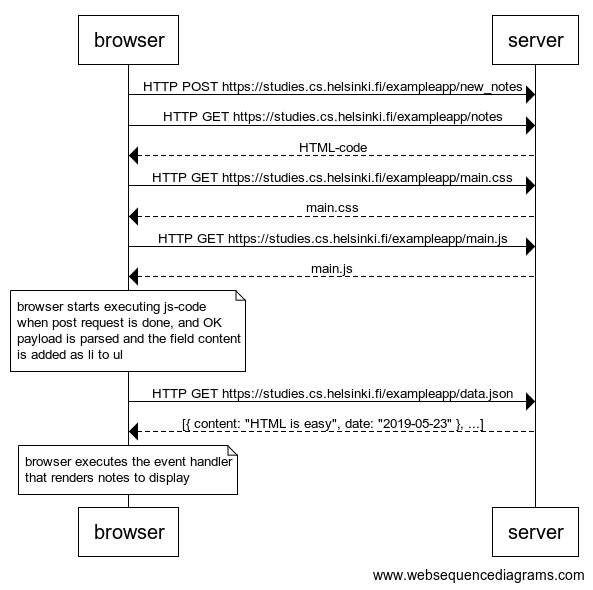 browser
server
HTTP POST https://studies.cs.helsinki.fi/exampleapp/new_notes
HTTP GET https://studies.cs.helsinki.fi/exampleapp/notes
HTML-code
HTTP GET https://studies.cs.helsinki.fi/exampleapp/main.css
main.css
HTTP GET https://studies.cs.helsinki.fi/exampleapp/main.js
main.js
browser starts executing js-code
when post request is done, and OK
payload is parsed and the field content
is added as li to ul
HTTP GET https://studies.cs.helsinki.fi/exampleapp/data.json
[{ content: "HTML is easy", date: "2019-05-23" }, ...]
browser executes the event handler
that renders notes to display
browser
server
www.websequencediagrams.com